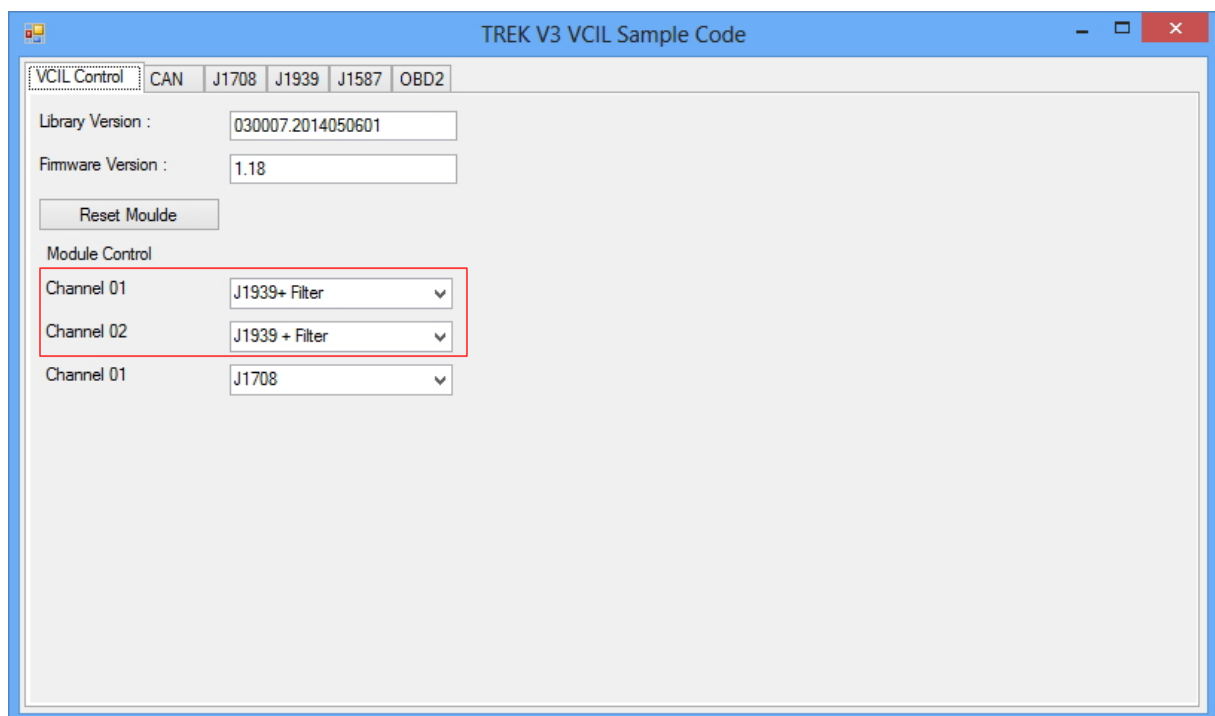 TREK V3 VCIL Sample Code
VCIL Control CAN J1708 J1939 J1587 OBD2
Library Version : 030007.2014050601
Firmware Version : 1.18
Reset Moulde
Module Control
Channel 01 J1939+ Filter
Channel 02 J1939 + Filter
Channel 01 J1708